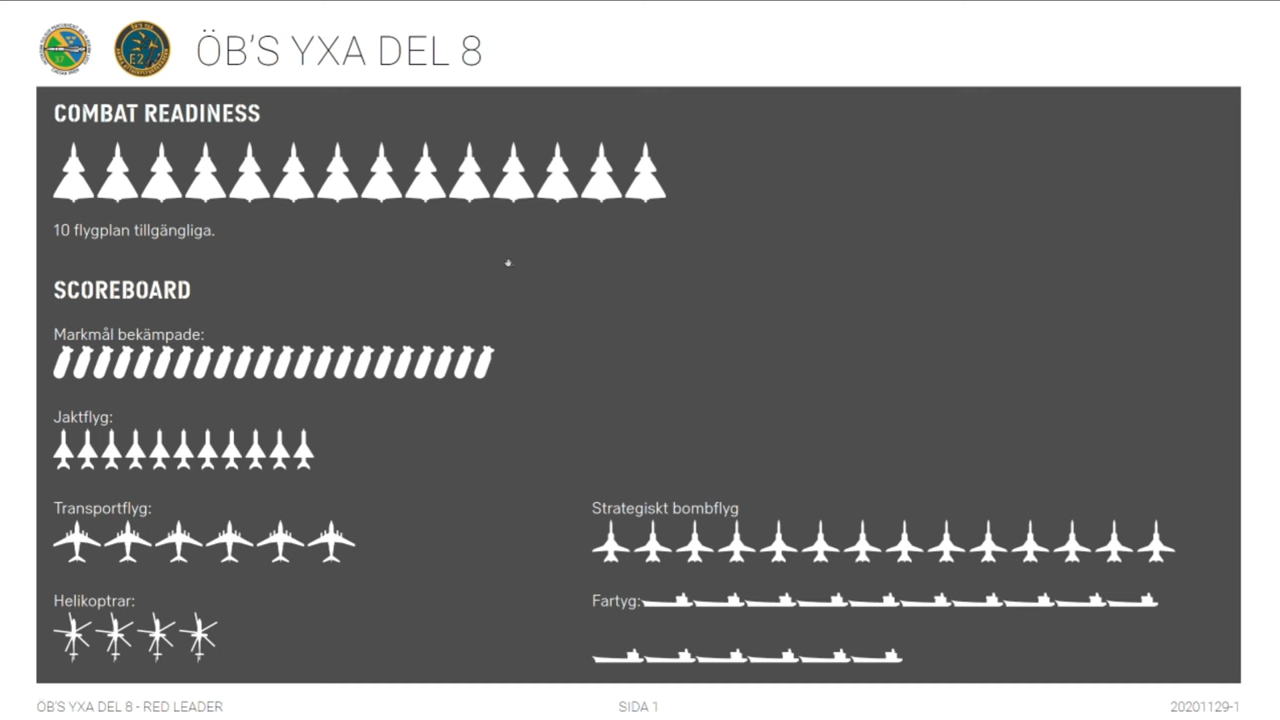 ÖB'S YXA DEL 8
COMBAT READINESS
10 flygplan tillgängliga.
SCOREBOARD
Markmål bekämpade:
Jaktflyg:
Transportflyg:
Strategiskt bombflyg
Helikoptrar:
Fartyg:
ÖB'S YXA DEL 8 - RED LEADER
SIDA 1
20201129-1